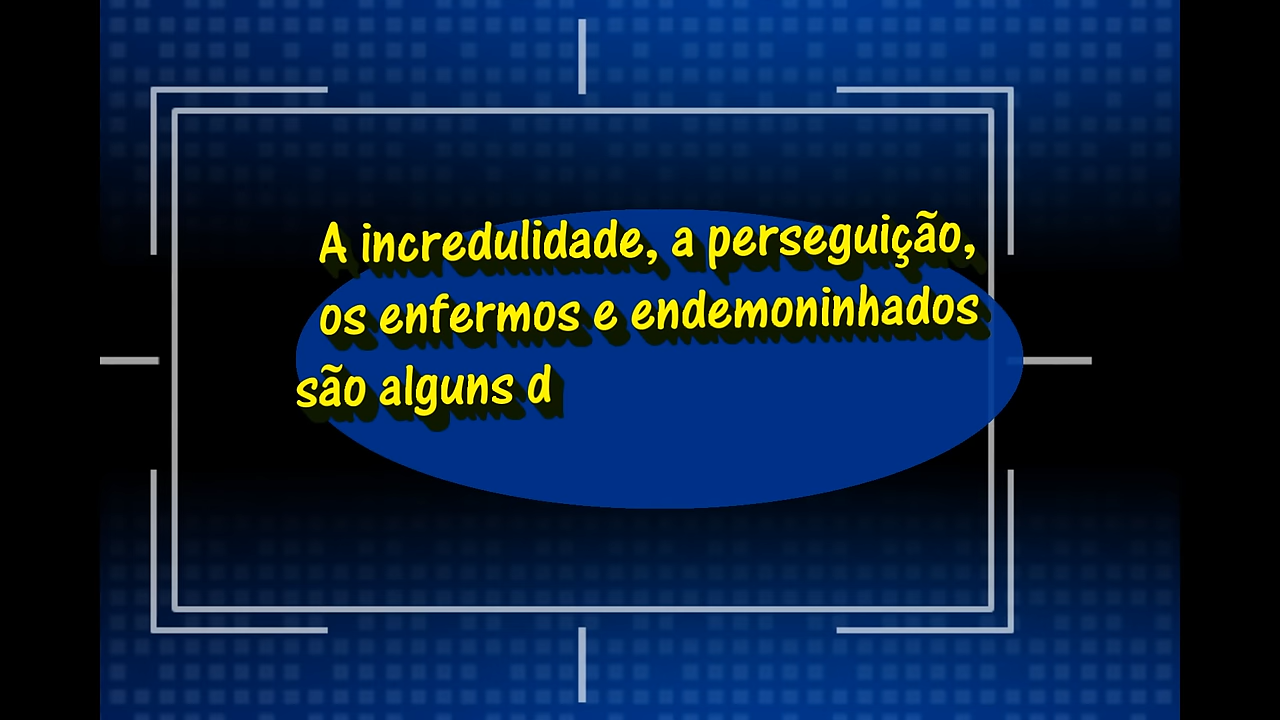 A incredulidade, a perseguição,
os enfermos e endemoninhados
são alguns d